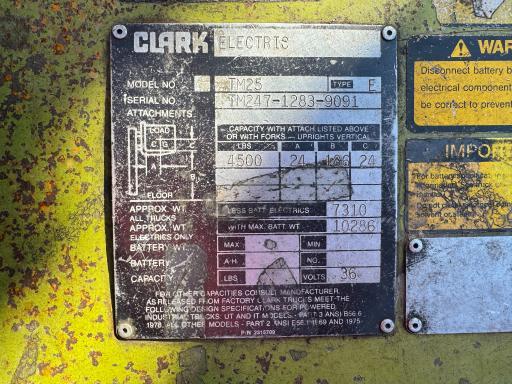 CLARK ELECTRIS
MODEL NO. TM25 TYPE E
SERIAL NO. TM247-1283-9091
ATTACHMENTS
CAPACITY WITH ATTACH LISTED ABOVE
OR WITH FORKS - UPRIGHTS VERTICAL
LBS A B C
4500 24 24
LOAD
C G
B
FLOOR
APPROX. WT. LESS BATT. ELECTRICS 7310
ALL TRUCKS
APPROX. WT. WITH MAX. BATT. WT. 10286
ELECTRICS ONLY
BATTERY WT. MAX. MIN
BATTERY A-H NO.
CAPACITY LBS VOLTS 36
FOR OTHER CAPACITIES CONSULT MANUFACTURER.
AS RELEASED FROM FACTORY CLARK TRUCKS MEET THE
FOLLOWING DESIGN SPECIFICATIONS FOR POWERED
INDUSTRIAL TRUCKS: UT AND IT MODELS - PART 3 ANSI B56.6
1978. ALL OTHER MODELS - PART 2 ANSI B56.1 1969 AND 1975.
WAR
Disconnect battery b
electrical component
be correct to prevent
IMPOR